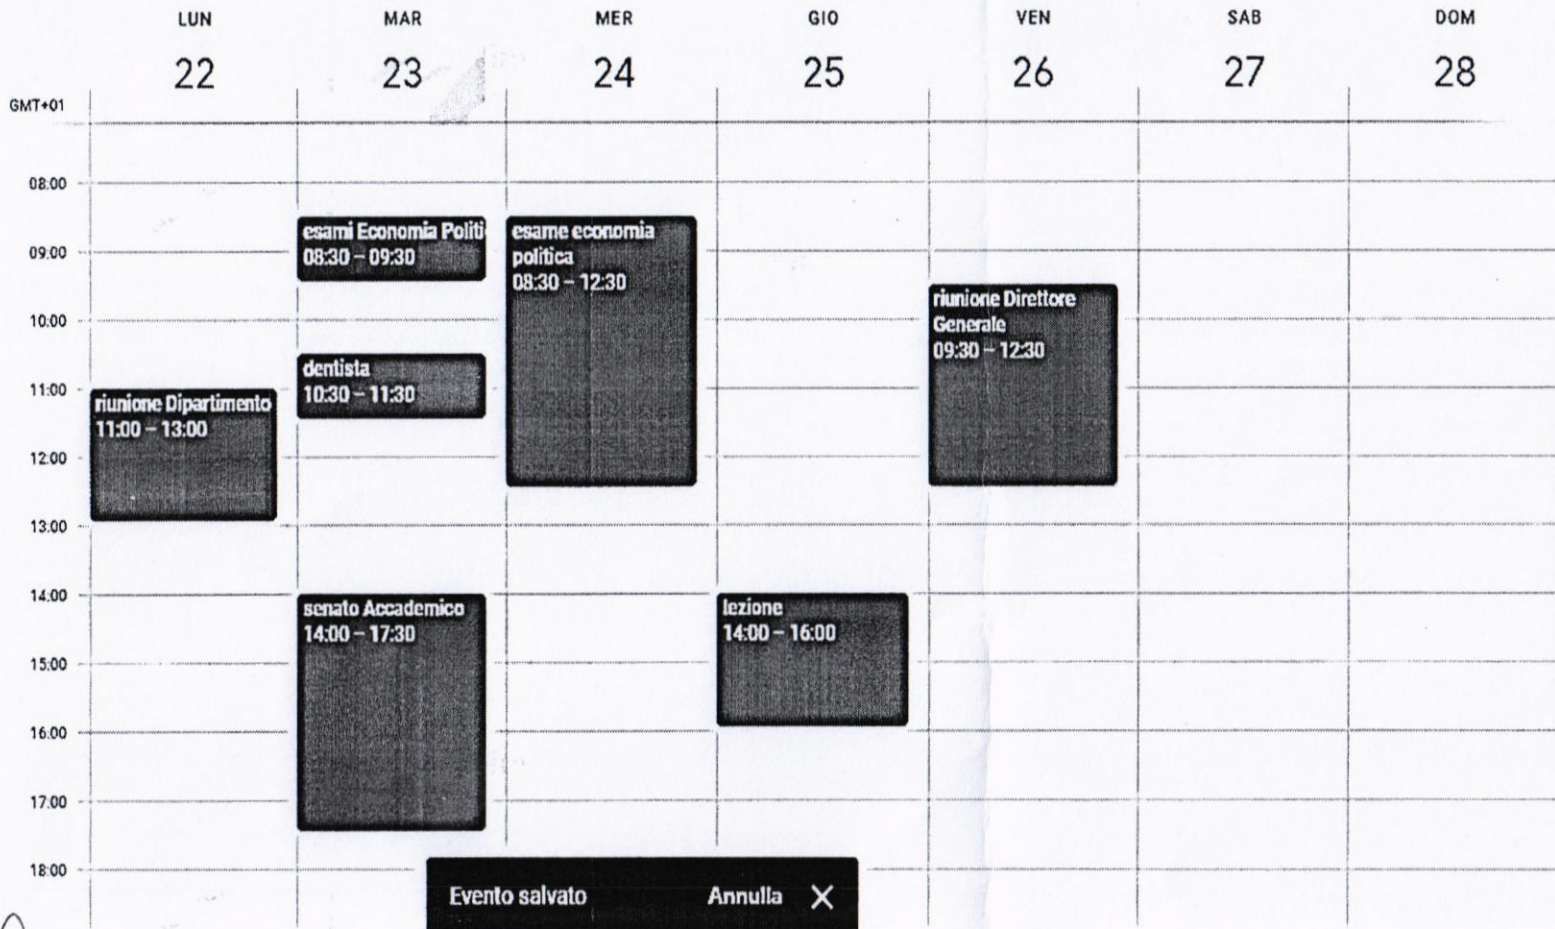 LUN
22
MAR
23
MER
24
GIO
25
VEN
26
SAB
27
DOM
28
GMT+01
08:00
09:00
10:00
11:00
12:00
13:00
14:00
15:00
16:00
17:00
18:00
riunione Dipartimento
11:00 – 13:00
esami Economia Politi
08:30 – 09:30
dentista
10:30 – 11:30
senato Accademico
14:00 – 17:30
esame economia
politica
08:30 – 12:30
lezione
14:00 – 16:00
riunione Direttore
Generale
09:30 – 12:30
Evento salvato
Annulla